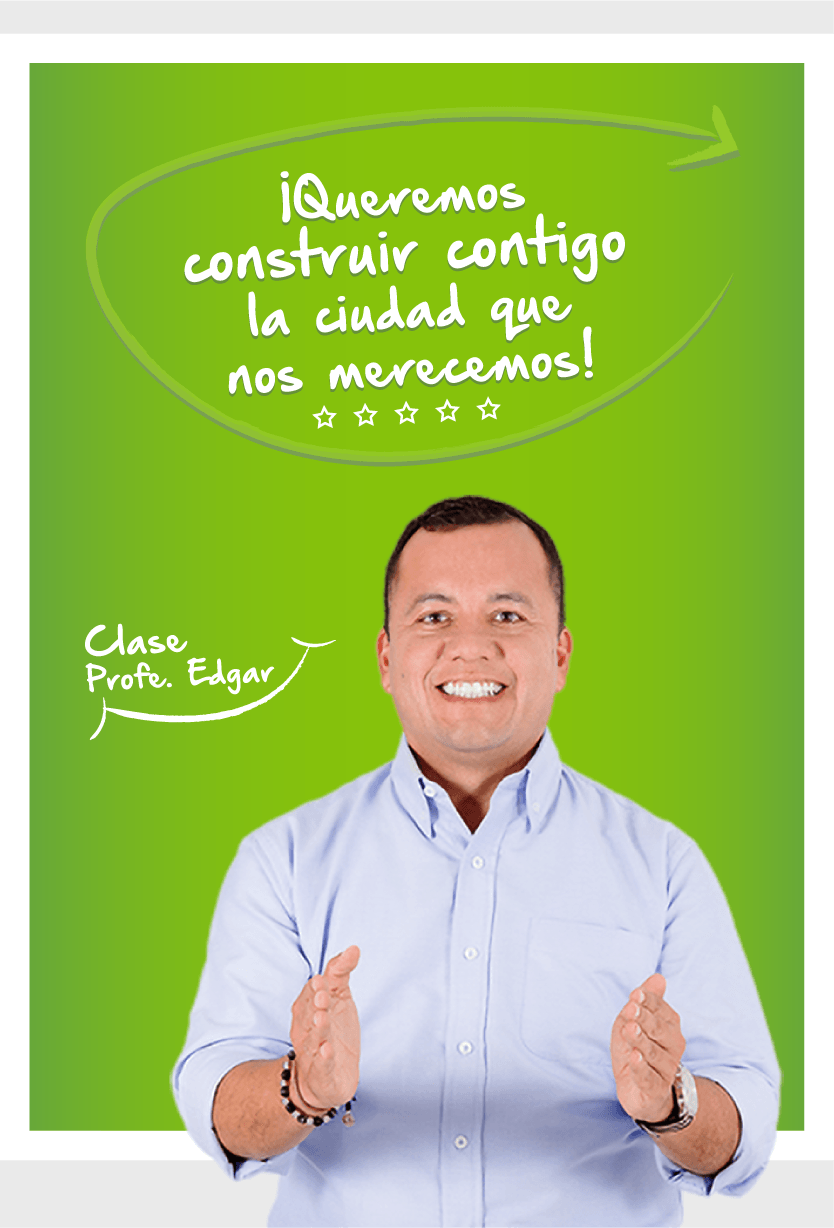 ¡Queremos
construir contigo
la ciudad que
nos merecemos!
Clase
Profe. Edgar